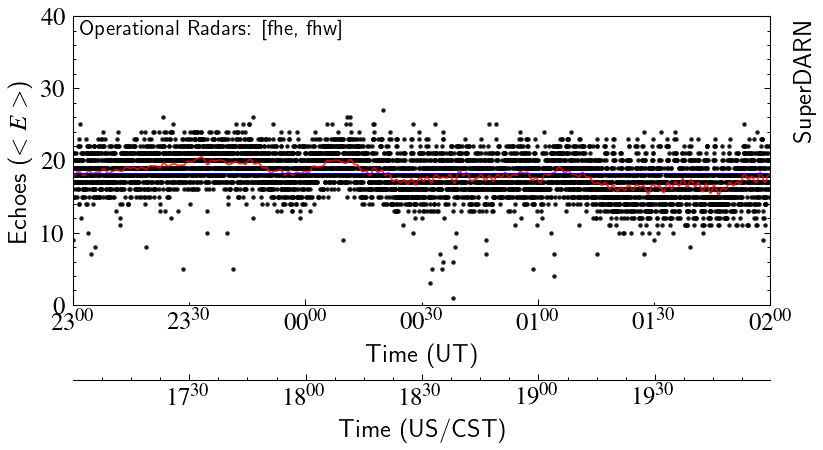 Operational Radars: [fhe, fhw]
SuperDARN
Echoes (< E >)
40
30
20
10
0
23⁰⁰ 23³⁰ 00⁰⁰ 00³⁰ 01⁰⁰ 01³⁰ 02⁰⁰
Time (UT)
17³⁰ 18⁰⁰ 18³⁰ 19⁰⁰ 19³⁰
Time (US/CST)